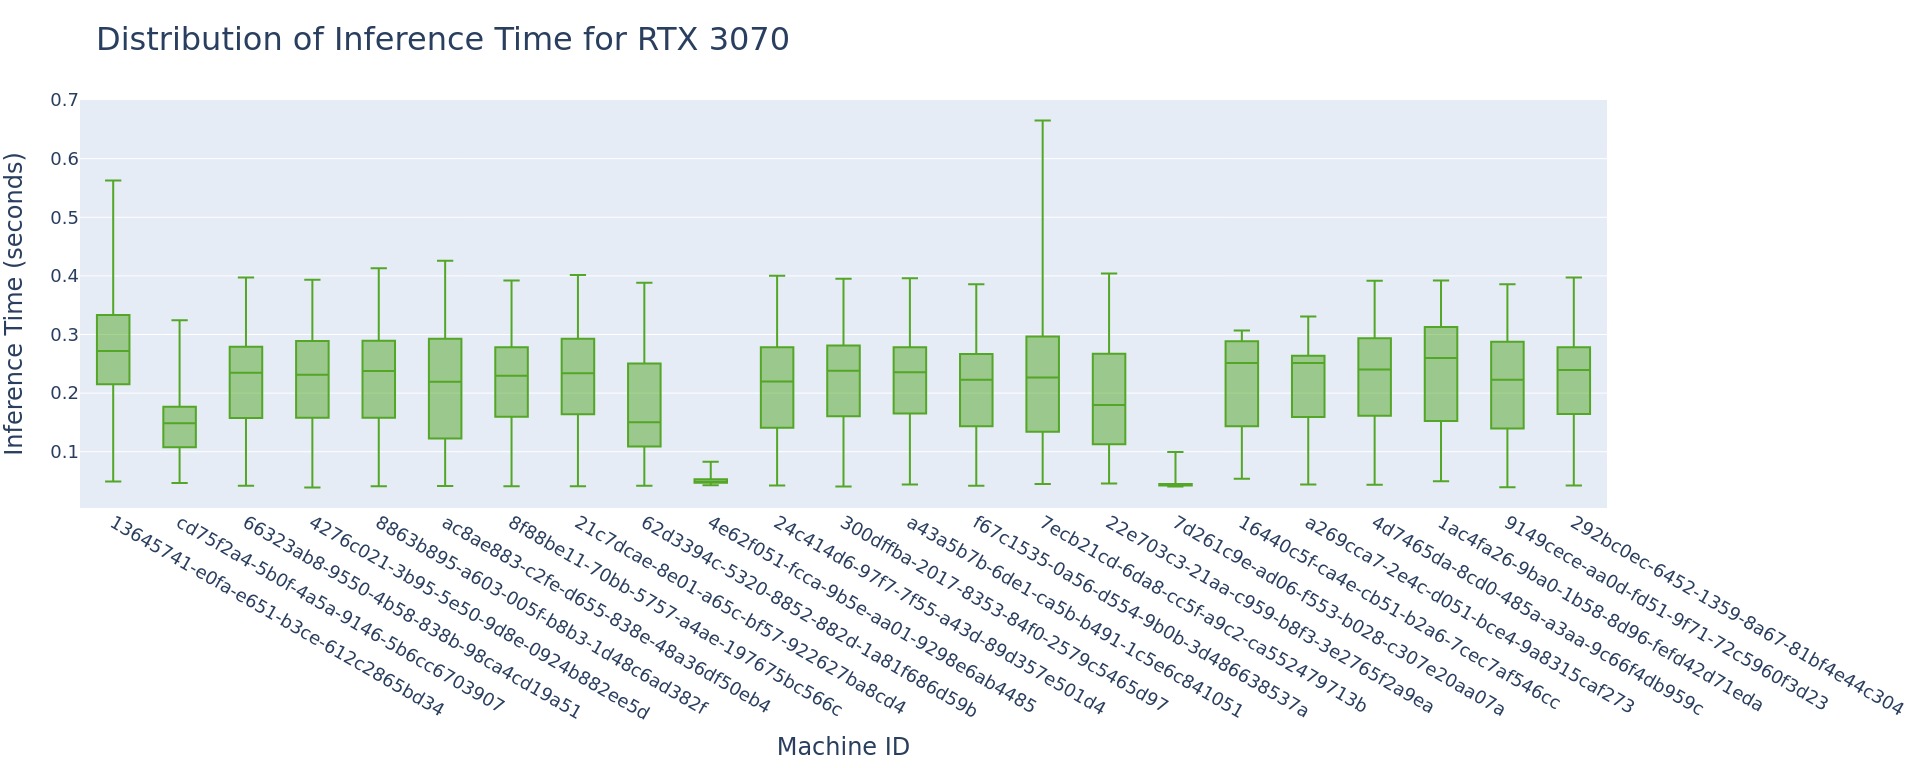 Distribution of Inference Time for RTX 3070
Inference Time (seconds)
0.7
0.6
0.5
0.4
0.3
0.2
0.1
13645741-e0fa-e651-b3ce-612c2865bd34
cd75f2a4-5b0f-4a5a-9146-5b6cc6703907
66323ab8-9550-4b58-838b-98ca4cd19a51
4276c021-3b95-5e50-9d8e-0924b882ee5d
8863b895-a603-005f-b8b3-1d48c6ad382f
ac8ae883-c2fe-d655-838e-48a36df50eb4
8f88be11-70bb-5757-a4ae-197675bc566c
21c7dcae-8e01-a65c-bf57-922627ba8cd4
62d3394c-5320-8852-882d-1a81f686d59b
4e62f051-fcca-9b5e-aa01-9298e6ab4485
24c414d6-97f7-7f55-a43d-89d357e501d4
300dffba-2017-8353-84f0-2579c5465d97
a43a5b7b-6de1-ca5b-b491-1c5e6c841051
f67c1535-0a56-d554-9b0b-3d486638537a
7ecb21cd-6da8-cc5f-a9c2-ca552479713b
22e703c3-21aa-c959-b8f3-3e2765f2a9ea
7d261c9e-ad06-f553-b028-c307e20aa07a
16440c5f-ca4e-cb51-b2a6-7cec7af546cc
a269cca7-2e4c-d051-bce4-9a8315caf273
4d7465da-8cd0-485a-a3aa-9c66f4db959c
1ac4fa26-9ba0-1b58-8d96-fefd42d71eda
9149cece-aa0d-fd51-9f71-72c5960f3d23
292bc0ec-6452-1359-8a67-81bf4e44c304
Machine ID